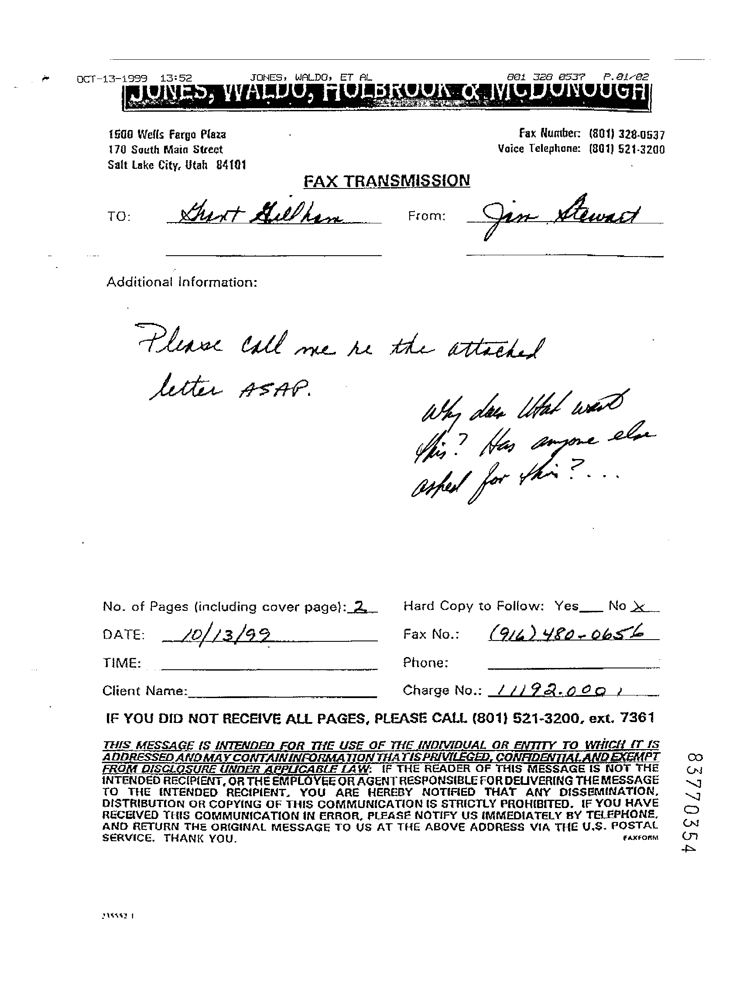 OCT-13-1999 13:52 JONES, WALDO, ET AL 801 328 0537 P.01/02
JONES, WALDO, HOLBROOK & MCDONOUGH
1500 Wells Fargo Plaza
170 South Main Street
Salt Lake City, Utah 84101
Fax Number: (801) 328-0537
Voice Telephone: (801) 521-3200
FAX TRANSMISSION
TO: Grant Gillham From: Jim Stewart
Additional Information:
Please call me re the attached
letter ASAP.
Why does Utah want
this? Has anyone else
asked for this?...
No. of Pages (including cover page): 2 Hard Copy to Follow: Yes___ No X
DATE: 10/13/99 Fax No.: (916) 480-0656
TIME: Phone:
Client Name: Charge No.: 11192.0001
IF YOU DID NOT RECEIVE ALL PAGES, PLEASE CALL (801) 521-3200, ext. 7361
THIS MESSAGE IS INTENDED FOR THE USE OF THE INDIVIDUAL OR ENTITY TO WHICH IT IS
ADDRESSED AND MAY CONTAIN INFORMATION THAT IS PRIVILEGED, CONFIDENTIAL AND EXEMPT
FROM DISCLOSURE UNDER APPLICABLE LAW. IF THE READER OF THIS MESSAGE IS NOT THE
INTENDED RECIPIENT, OR THE EMPLOYEE OR AGENT RESPONSIBLE FOR DELIVERING THE MESSAGE
TO THE INTENDED RECIPIENT, YOU ARE HEREBY NOTIFIED THAT ANY DISSEMINATION,
DISTRIBUTION OR COPYING OF THIS COMMUNICATION IS STRICTLY PROHIBITED. IF YOU HAVE
RECEIVED THIS COMMUNICATION IN ERROR, PLEASE NOTIFY US IMMEDIATELY BY TELEPHONE,
AND RETURN THE ORIGINAL MESSAGE TO US AT THE ABOVE ADDRESS VIA THE U.S. POSTAL
SERVICE. THANK YOU.
FAXFORM
83770354